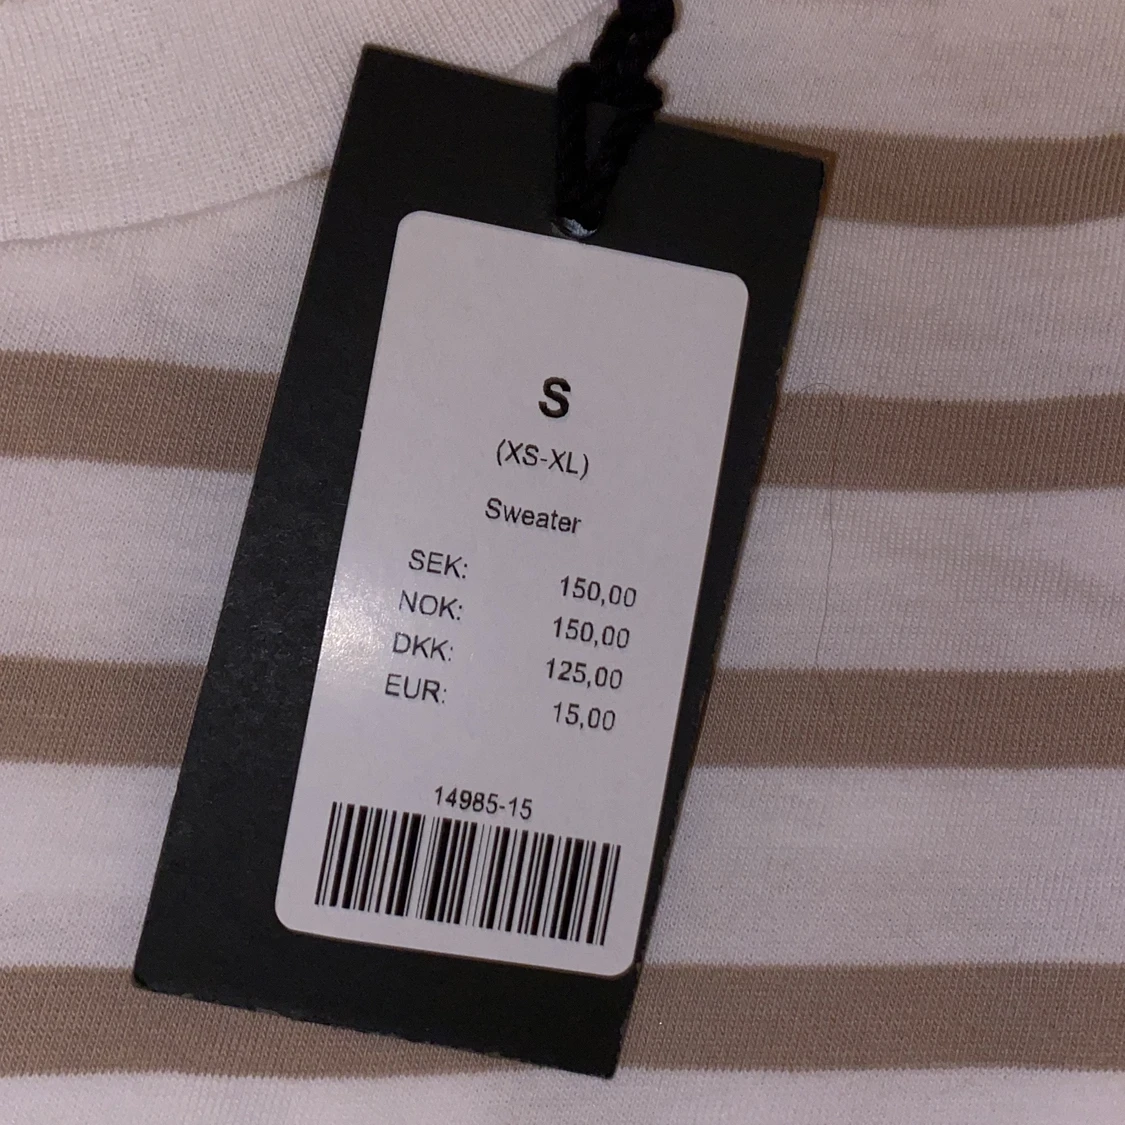 S
(XS-XL)
Sweater
SEK: 150,00
NOK: 150,00
DKK: 125,00
EUR: 15,00
14985-15